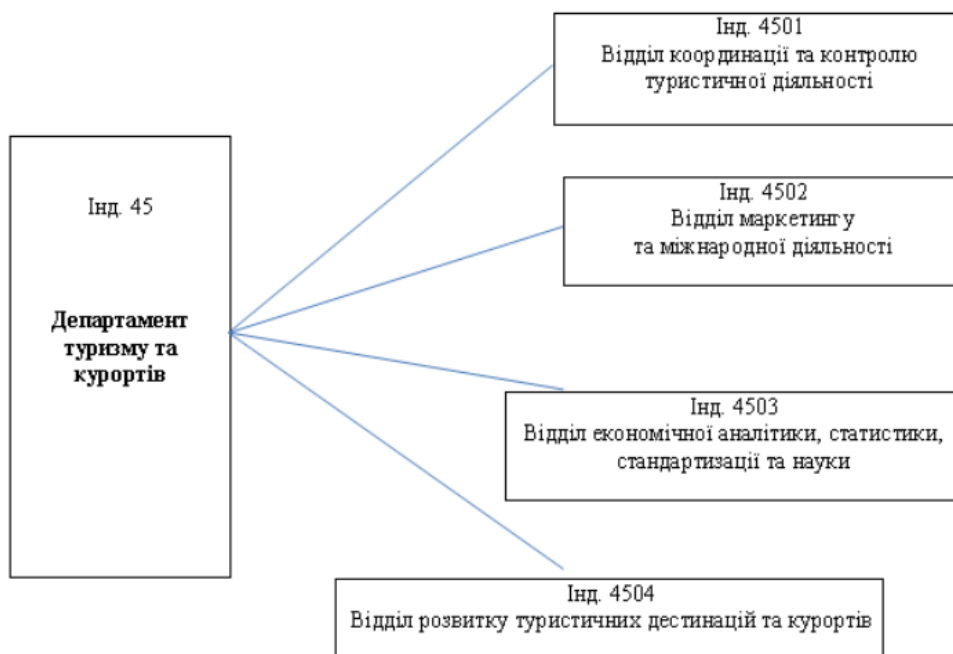 Інд. 4501
Відділ координації та контролю
туристичної діяльності
Інд. 45
Департамент
туризму та
курортів
Інд. 4502
Відділ маркетингу
та міжнародної діяльності
Інд. 4503
Відділ економічної аналітики, статистики,
стандартизації та науки
Інд. 4504
Відділ розвитку туристичних дестинацій та курортів